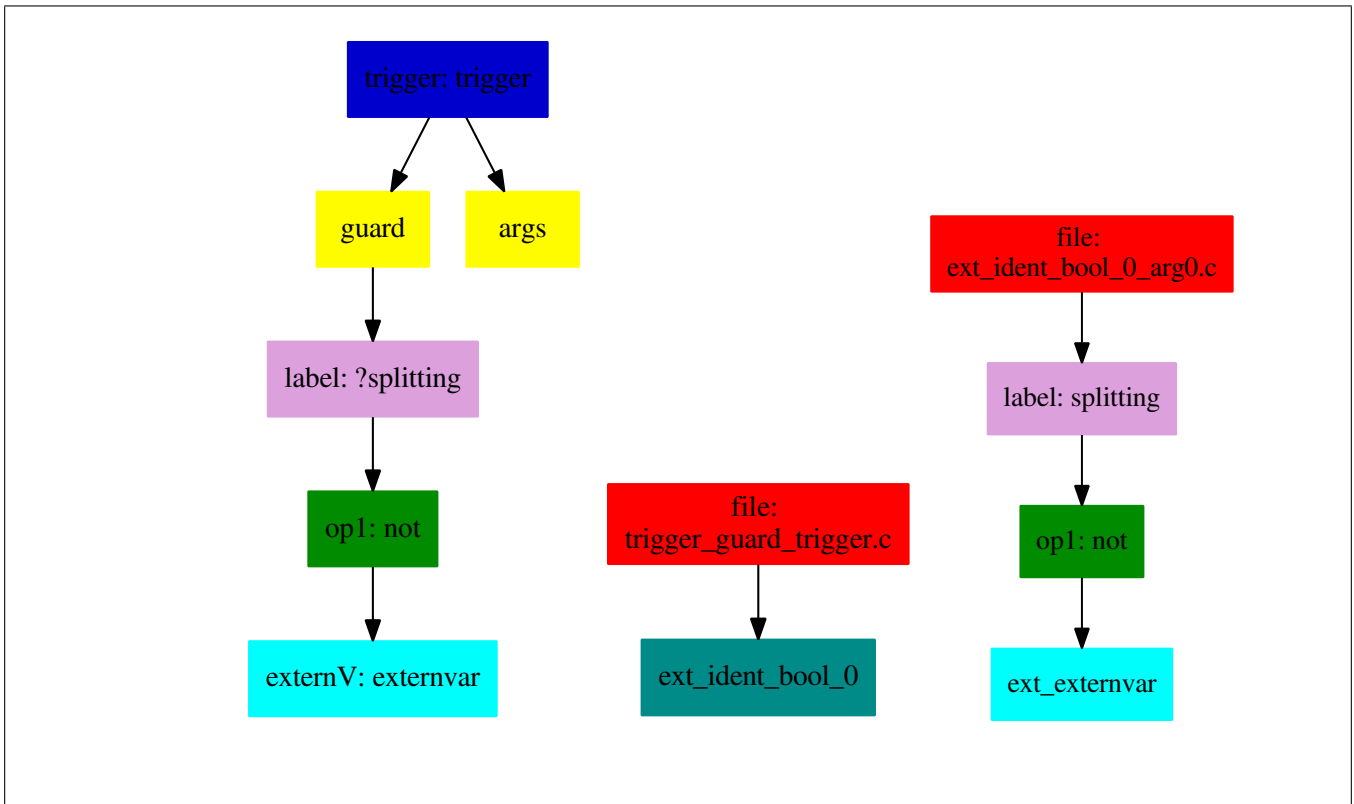 trigger: trigger
guard
args
label: ?splitting
op1: not
externV: externvar
file:
trigger_guard_trigger.c
ext_ident_bool_0
file:
ext_ident_bool_0_arg0.c
label: splitting
op1: not
ext_externvar